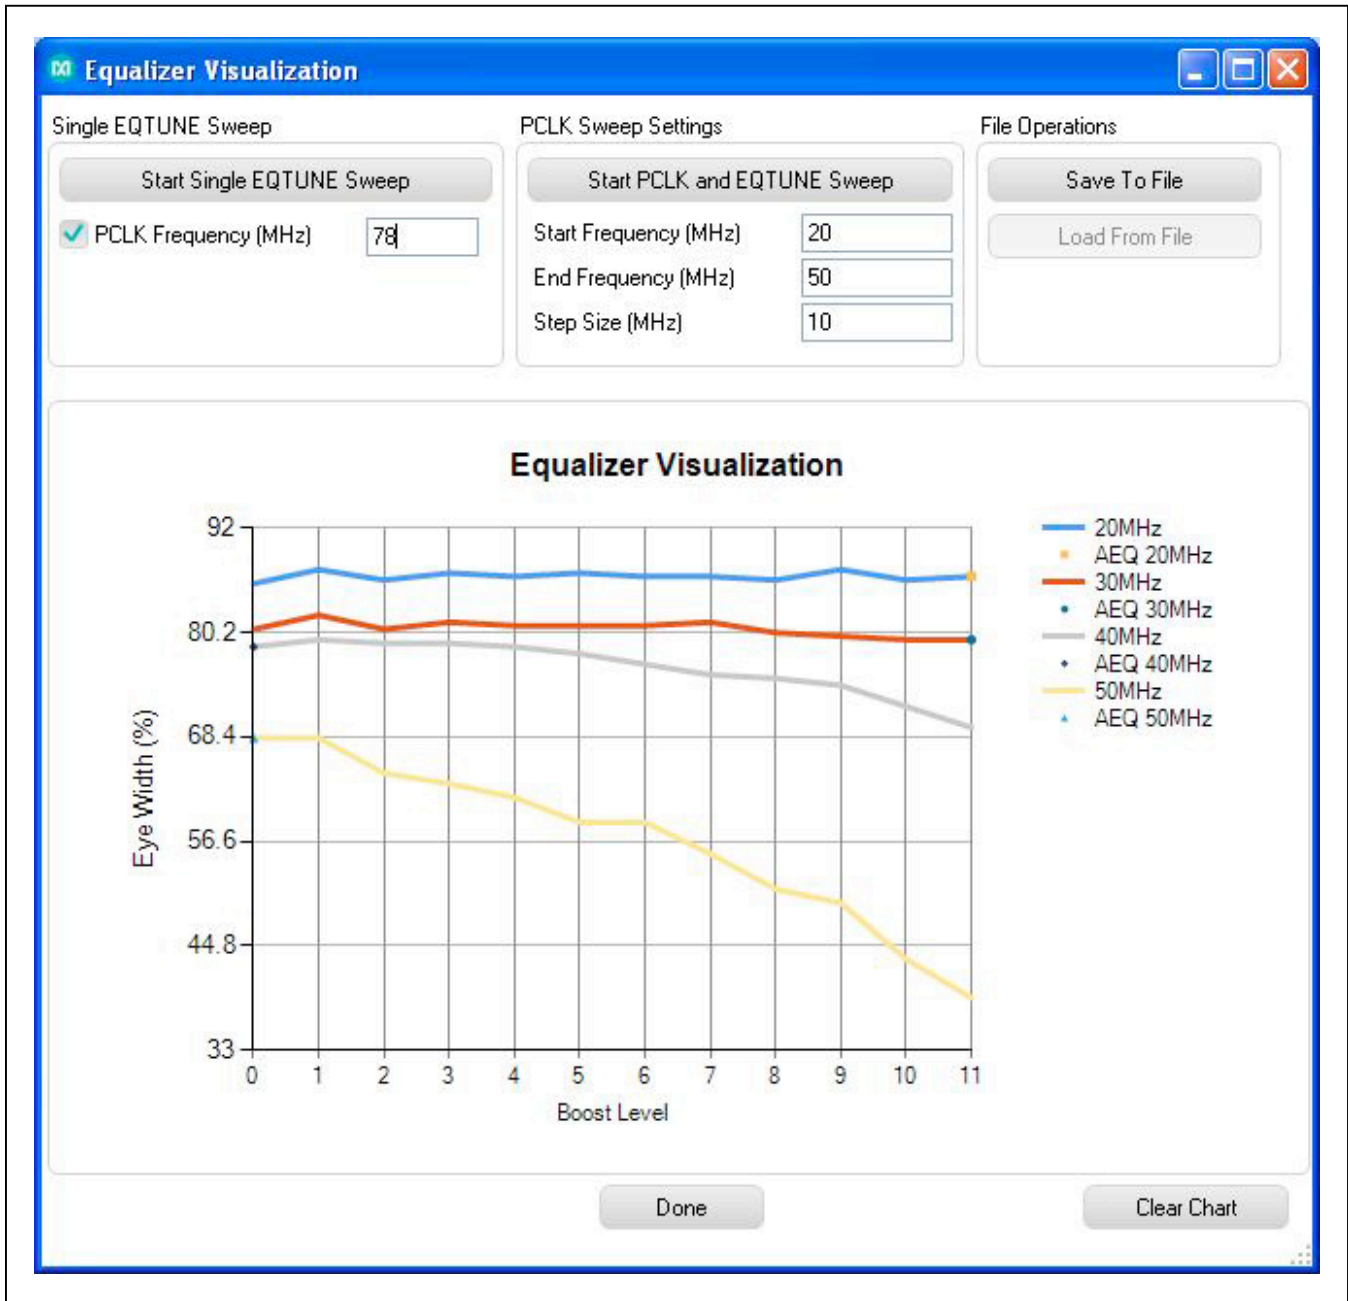 Equalizer Visualization
Single EQTUNE Sweep
Start Single EQTUNE Sweep
PCLK Frequency (MHz) 78
PCLK Sweep Settings
Start PCLK and EQTUNE Sweep
Start Frequency (MHz) 20
End Frequency (MHz) 50
Step Size (MHz) 10
File Operations
Save To File
Load From File
Equalizer Visualization
92
80.2
68.4
56.6
44.8
33
Eye Width (%)
0 1 2 3 4 5 6 7 8 9 10 11
Boost Level
20MHz
AEQ 20MHz
30MHz
AEQ 30MHz
40MHz
AEQ 40MHz
50MHz
AEQ 50MHz
Done
Clear Chart